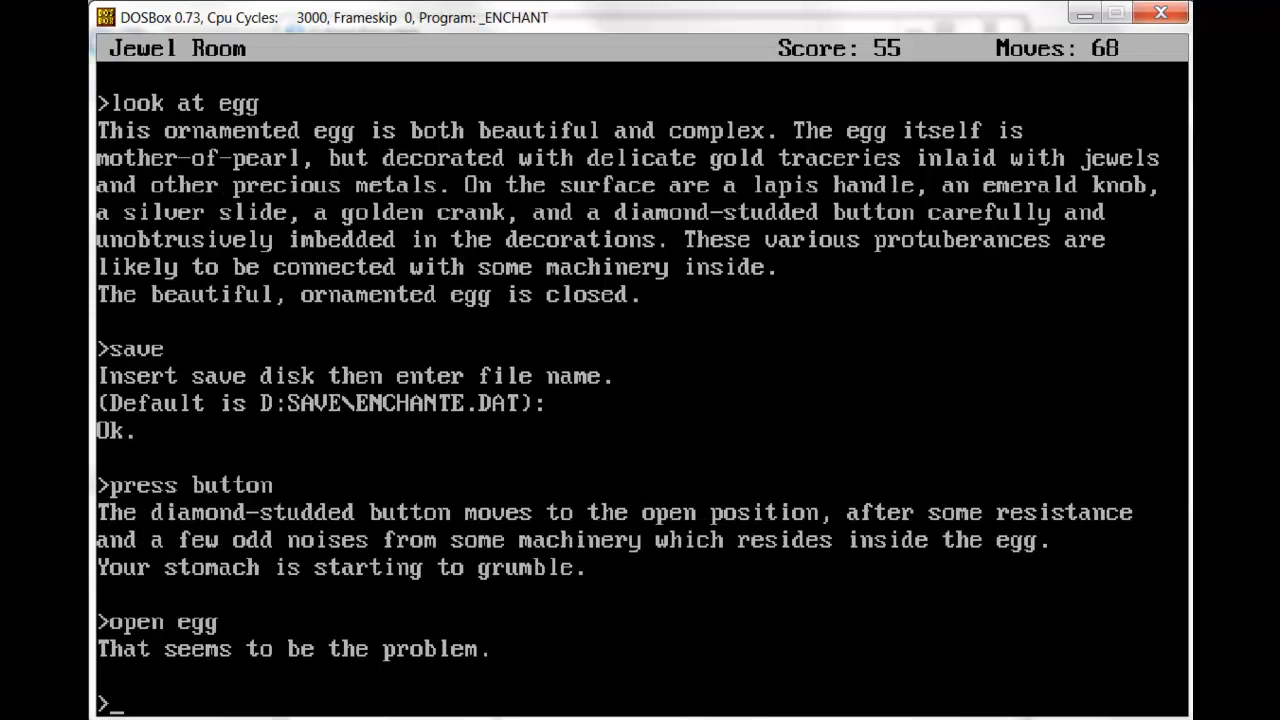 DOSBox 0.73, Cpu Cycles: 3000, Frameskip 0, Program: _ENCHANT
Jewel Room Score: 55 Moves: 68
>look at egg
This ornamented egg is both beautiful and complex. The egg itself is
mother-of-pearl, but decorated with delicate gold traceries inlaid with jewels
and other precious metals. On the surface are a lapis handle, an emerald knob,
a silver slide, a golden crank, and a diamond-studded button carefully and
unobtrusively imbedded in the decorations. These various protuberances are
likely to be connected with some machinery inside.
The beautiful, ornamented egg is closed.
>save
Insert save disk then enter file name.
(Default is D:SAVE\ENCHANTE.DAT):
Ok.
>press button
The diamond-studded button moves to the open position, after some resistance
and a few odd noises from some machinery which resides inside the egg.
Your stomach is starting to grumble.
>open egg
That seems to be the problem.
>_